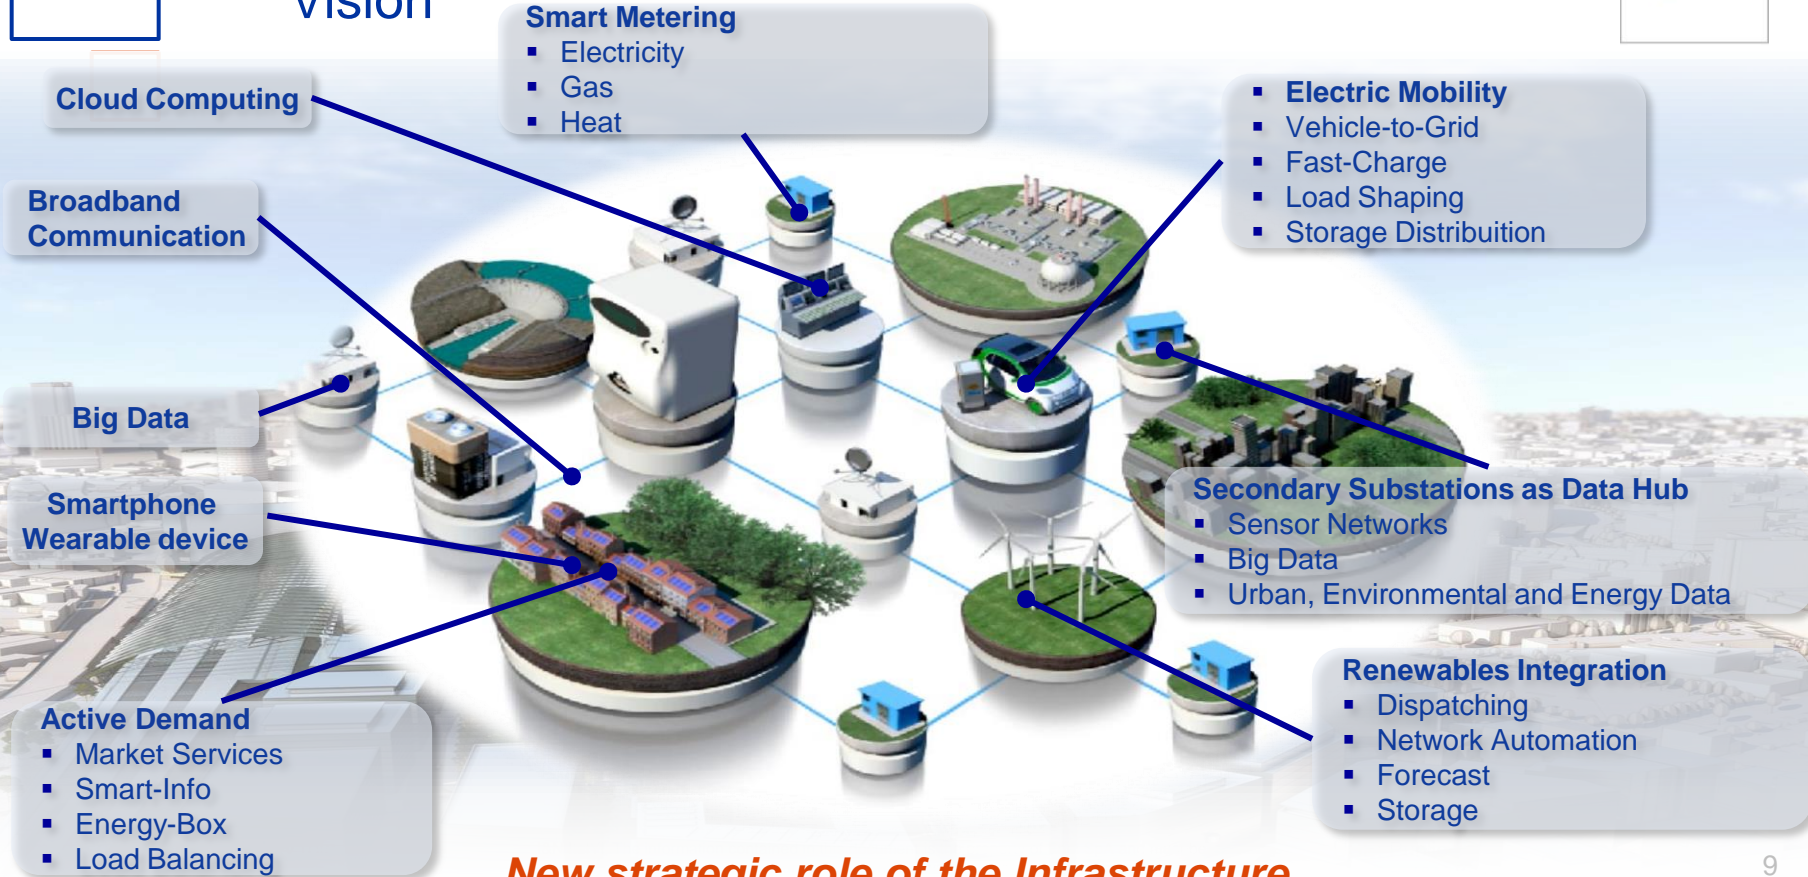 Vision
Smart Metering
▪ Electricity
▪ Gas
▪ Heat
Cloud Computing
▪ Electric Mobility
▪ Vehicle-to-Grid
▪ Fast-Charge
▪ Load Shaping
▪ Storage Distribuition
Broadband
Communication
Big Data
Smartphone
Wearable device
Secondary Substations as Data Hub
▪ Sensor Networks
▪ Big Data
▪ Urban, Environmental and Energy Data
Renewables Integration
▪ Dispatching
▪ Network Automation
▪ Forecast
▪ Storage
Active Demand
▪ Market Services
▪ Smart-Info
▪ Energy-Box
▪ Load Balancing
New strategic role of the Infrastructure
9